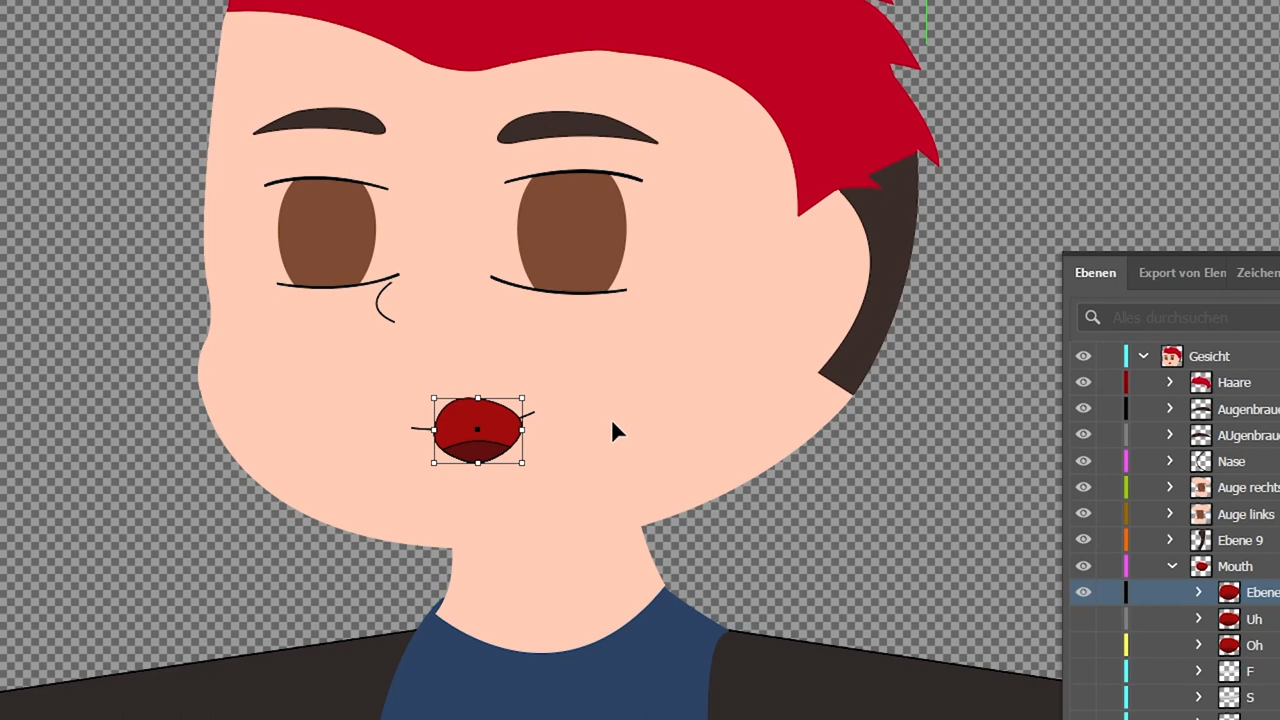 Ebenen Export von Elen Zeichen
Alles durchsuchen
Gesicht
Haare
Augenbrau
AUgenbrau
Nase
Auge rechts
Auge links
Ebene 9
Mouth
Ebene
Uh
Oh
F
S